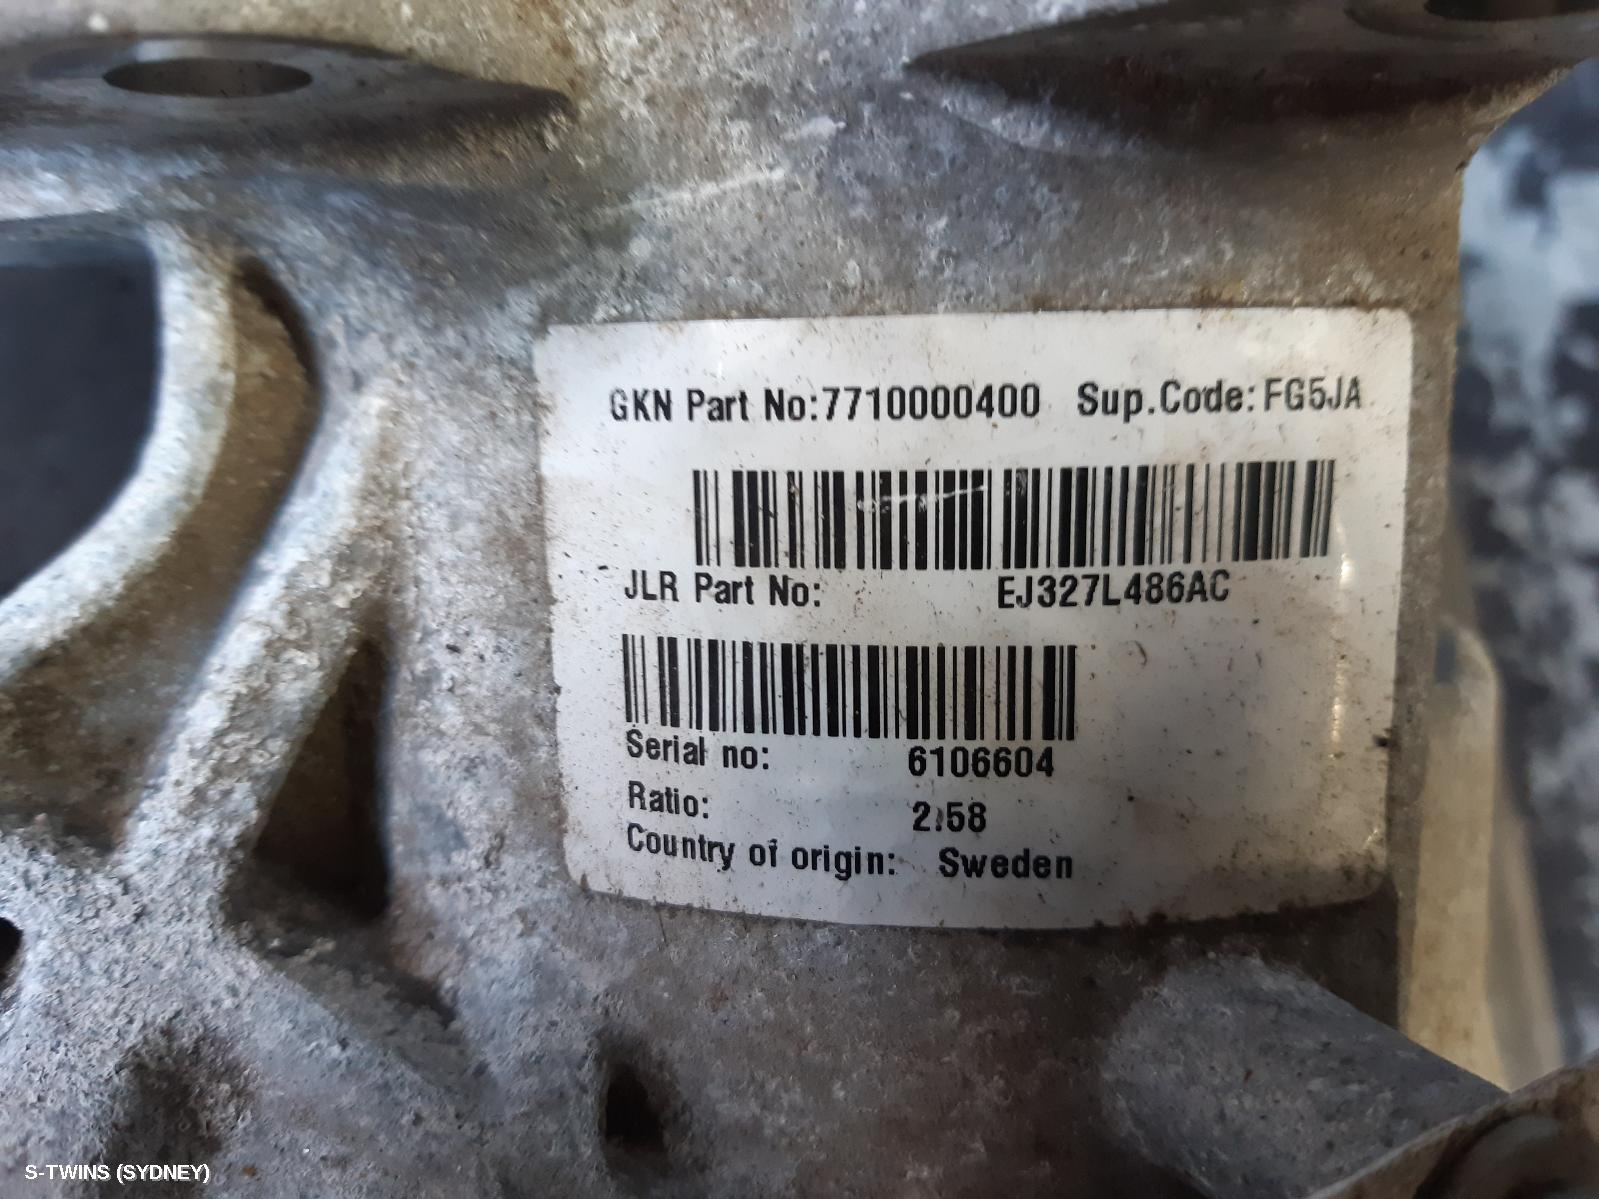 GKN Part No:7710000400 Sup.Code:FG5JA
JLR Part No: EJ327L486AC
Serial no: 6106604
Ratio: 2.58
Country of origin: Sweden
S-TWINS (SYDNEY)